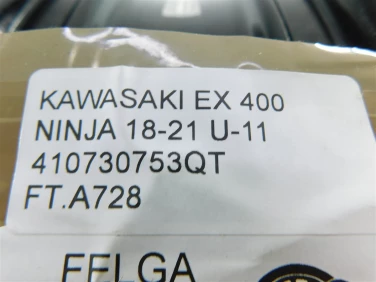 KAWASAKI EX 400
NINJA 18-21 U-11
410730753QT
FT.A728
FELGA